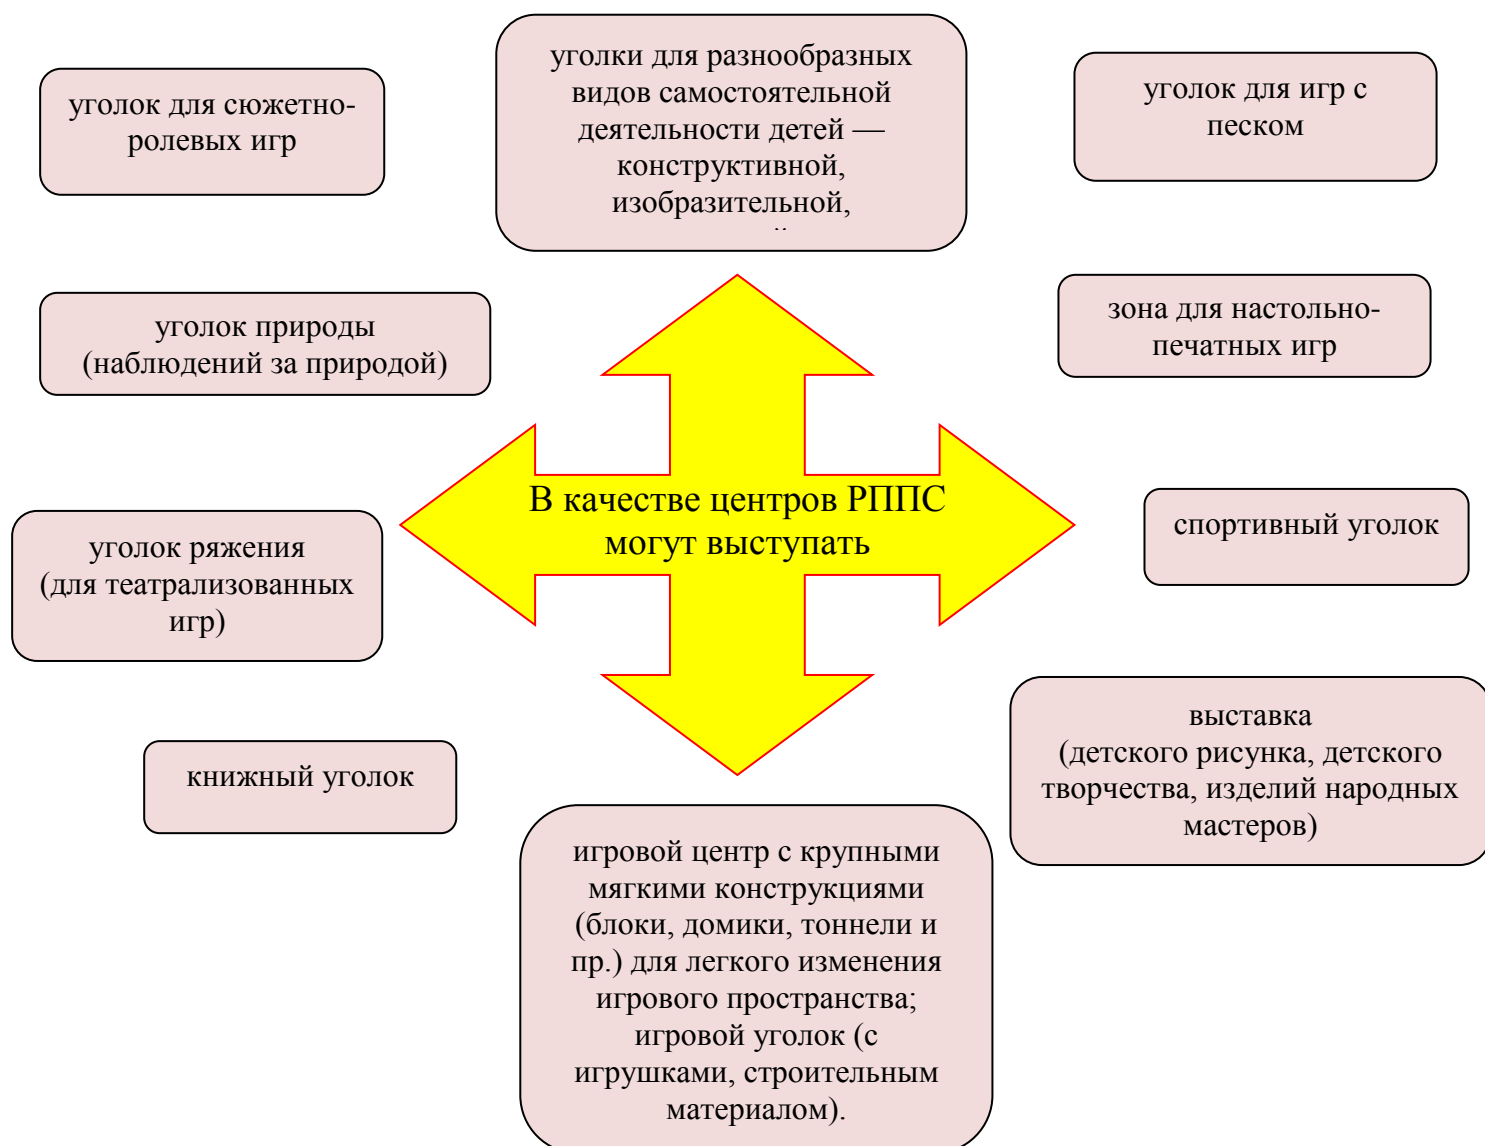 уголки для разнообразных
видов самостоятельной
деятельности детей —
конструктивной,
изобразительной,
уголок для сюжетно-
ролевых игр
уголок для игр с
песком
уголок природы
(наблюдений за природой)
зона для настольно-
печатных игр
В качестве центров РППС
могут выступать
уголок ряжения
(для театрализованных
игр)
спортивный уголок
книжный уголок
выставка
(детского рисунка, детского
творчества, изделий народных
мастеров)
игровой центр с крупными
мягкими конструкциями
(блоки, домики, тоннели и
пр.) для легкого изменения
игрового пространства;
игровой уголок (с
игрушками, строительным
материалом).